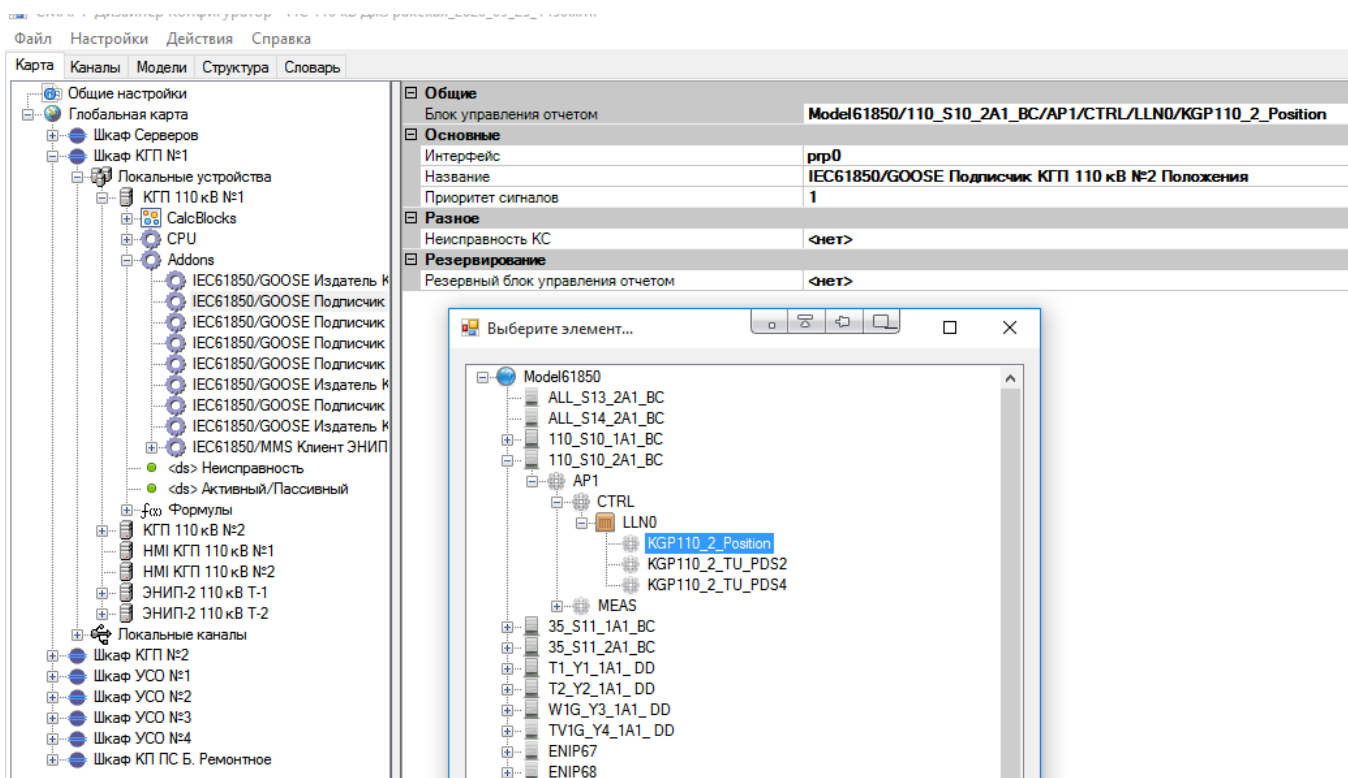 Файл Настройки Действия Справка
Карта Каналы Модели Структура Словарь
Общие настройки
Глобальная карта
Шкаф Серверов
Шкаф КГП №1
Локальные устройства
КГП 110 кВ №1
CalcBlocks
CPU
Addons
IEC61850/GOOSE Издатель К
IEC61850/GOOSE Подписчик
IEC61850/GOOSE Подписчик
IEC61850/GOOSE Подписчик
IEC61850/GOOSE Подписчик
IEC61850/GOOSE Издатель К
IEC61850/GOOSE Подписчик
IEC61850/GOOSE Издатель К
IEC61850/MMS Клиент ЭНИП
<ds> Неисправность
<ds> Активный/Пассивный
f(x) Формулы
КГП 110 кВ №2
HMI КГП 110 кВ №1
HMI КГП 110 кВ №2
ЭНИП-2 110 кВ Т-1
ЭНИП-2 110 кВ Т-2
Локальные каналы
Шкаф КГП №2
Шкаф УСО №1
Шкаф УСО №2
Шкаф УСО №3
Шкаф УСО №4
Шкаф КП ПС Б. Ремонтное
Общие
Блок управления отчетом Model61850/110_S10_2A1_BC/AP1/CTRL/LLN0/KGP110_2_Position
Основные
Интерфейс prp0
Название IEC61850/GOOSE Подписчик КГП 110 кВ №2 Положения
Приоритет сигналов 1
Разное
Неисправность КС <нет>
Резервирование
Резервный блок управления отчетом <нет>
Выберите элемент...
Model61850
ALL_S13_2A1_BC
ALL_S14_2A1_BC
110_S10_1A1_BC
110_S10_2A1_BC
AP1
CTRL
LLN0
KGP110_2_Position
KGP110_2_TU_PDS2
KGP110_2_TU_PDS4
MEAS
35_S11_1A1_BC
35_S11_2A1_BC
T1_Y1_1A1_ DD
T2_Y2_1A1_ DD
W1G_Y3_1A1_ DD
TV1G_Y4_1A1_ DD
ENIP67
ENIP68